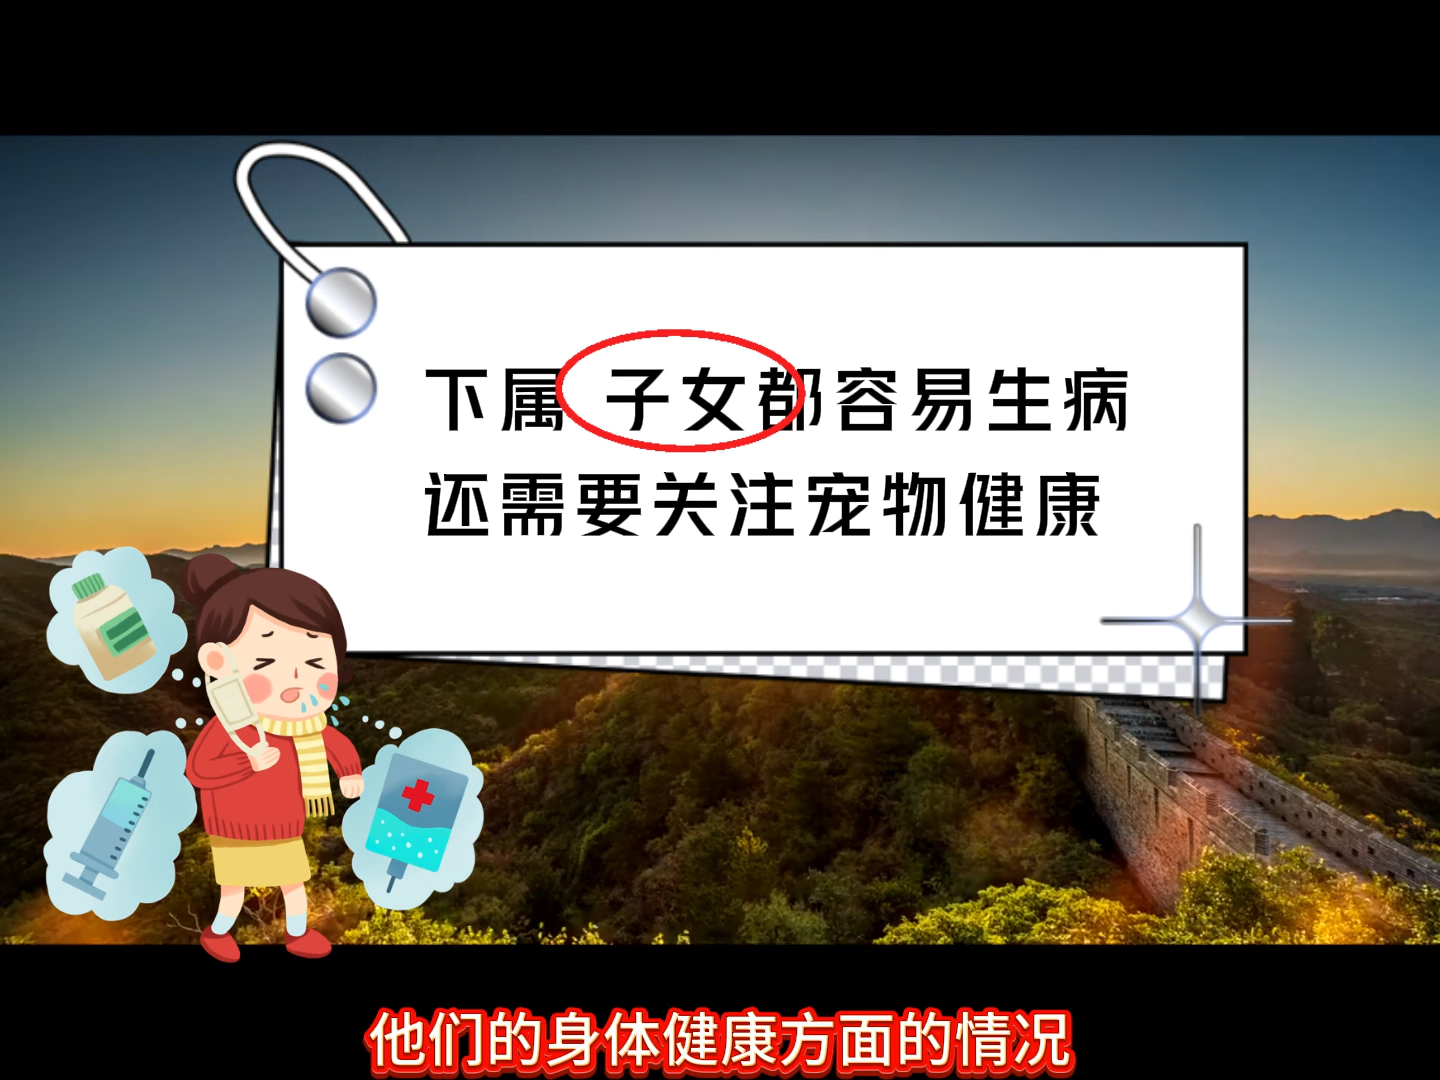 下属 子女都容易生病
还需要关注宠物健康
他们的身体健康方面的情况